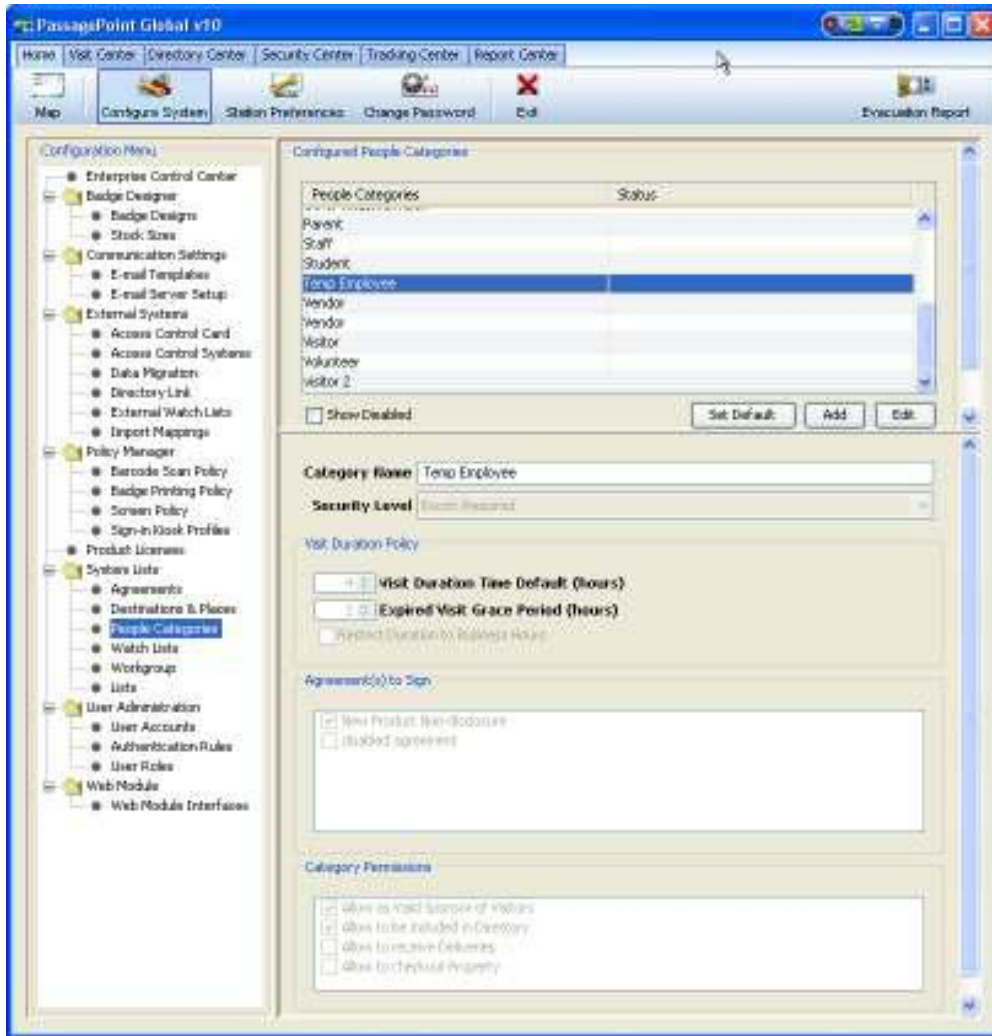 PassagePoint Global v10
Home Visit Center Directory Center Security Center Tracking Center Report Center
Map Configure System Station Preferences Change Password Exit Evacuation Report
Configuration Menu
Enterprise Control Center
Badge Designer
Badge Designs
Stock Sizes
Communication Settings
E-mail Templates
E-mail Server Setup
External Systems
Access Control Card
Access Control Systems
Data Migration
Directory Link
External Watch Lists
Import Mappings
Policy Manager
Barcode Scan Policy
Badge Printing Policy
Screen Policy
Sign-in Kiosk Profiles
Product Licenses
System Lists
Agreements
Destinations & Places
People Categories
Watch Lists
Workgroup
Lists
User Administration
User Accounts
Authentication Rules
User Roles
Web Module
Web Module Interfaces
Configured People Categories
People Categories Status
Parent
Staff
Student
Temp Employee
Vendor
Vendor
Visitor
Volunteer
visitor 2
Show Disabled Set Default Add Edit
Category Name Temp Employee
Security Level Escort Required
Visit Duration Policy
Visit Duration Time Default (hours)
Expired Visit Grace Period (hours)
Restrict Duration to Business Hours
Agreement(s) to Sign
New Product Non-disclosure
disabled agreement
Category Permissions
Allow as Valid Sponsor of Visitors
Allow to be included in Directory
Allow to receive Deliveries
Allow to checkout Property